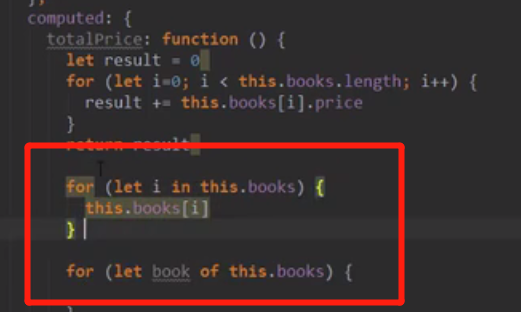 },
computed: {
totalPrice: function () {
let result = 0
for (let i=0; i < this.books.length; i++) {
result += this.books[i].price
}
return result
for (let i in this.books) {
this.books[i]
}
for (let book of this.books) {
}